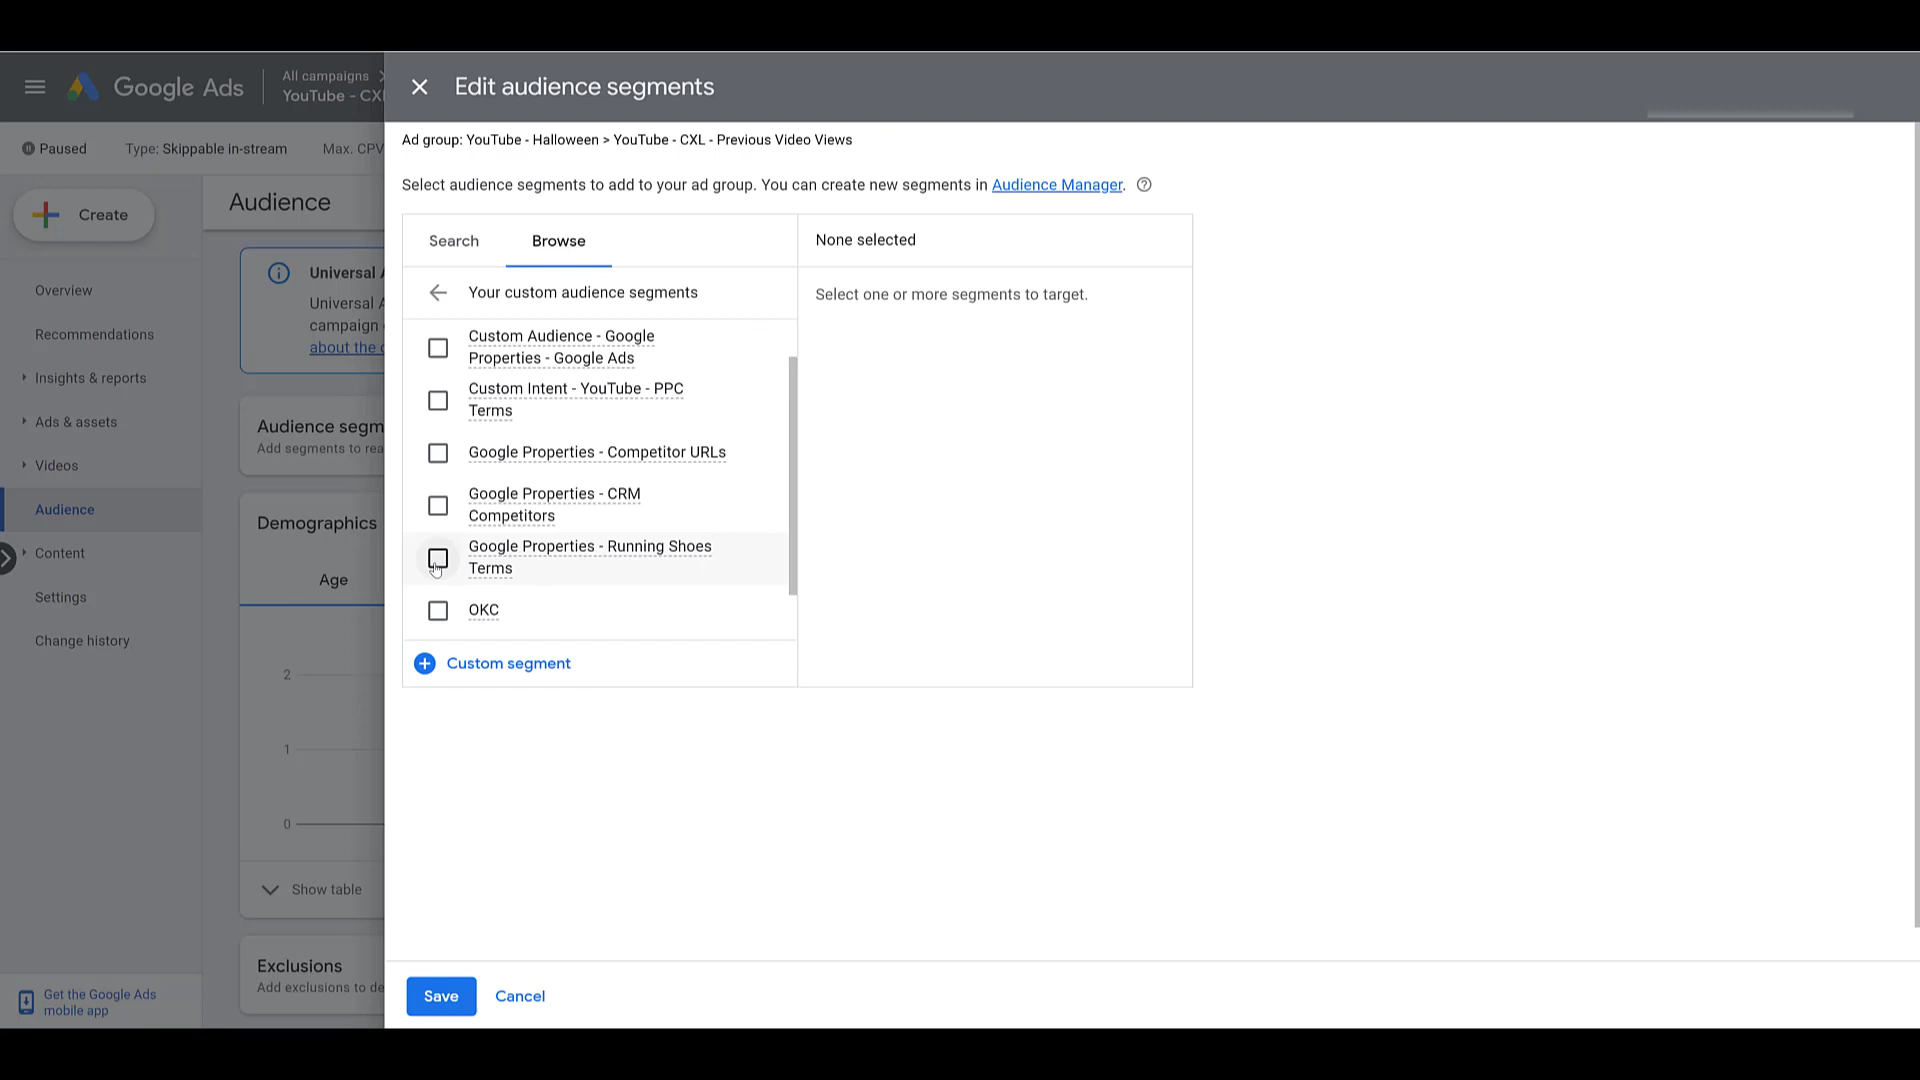 Google Ads
All campaigns
YouTube - CXL
Edit audience segments
Paused
Type: Skippable in-stream
Max. CPV
Create
Overview
Recommendations
Insights & reports
Ads & assets
Videos
Audience
Content
Settings
Change history
Get the Google Ads
mobile app
Audience
Universal A
Universal A
campaign
about the c
Audience segm
Add segments to rea
Demographics
Age
2
1
0
Show table
Exclusions
Add exclusions to de
Ad group: YouTube - Halloween > YouTube - CXL - Previous Video Views
Select audience segments to add to your ad group. You can create new segments in Audience Manager.
Search
Browse
None selected
Your custom audience segments
Select one or more segments to target.
Custom Audience - Google
Properties - Google Ads
Custom Intent - YouTube - PPC
Terms
Google Properties - Competitor URLs
Google Properties - CRM
Competitors
Google Properties - Running Shoes
Terms
OKC
Custom segment
Save
Cancel